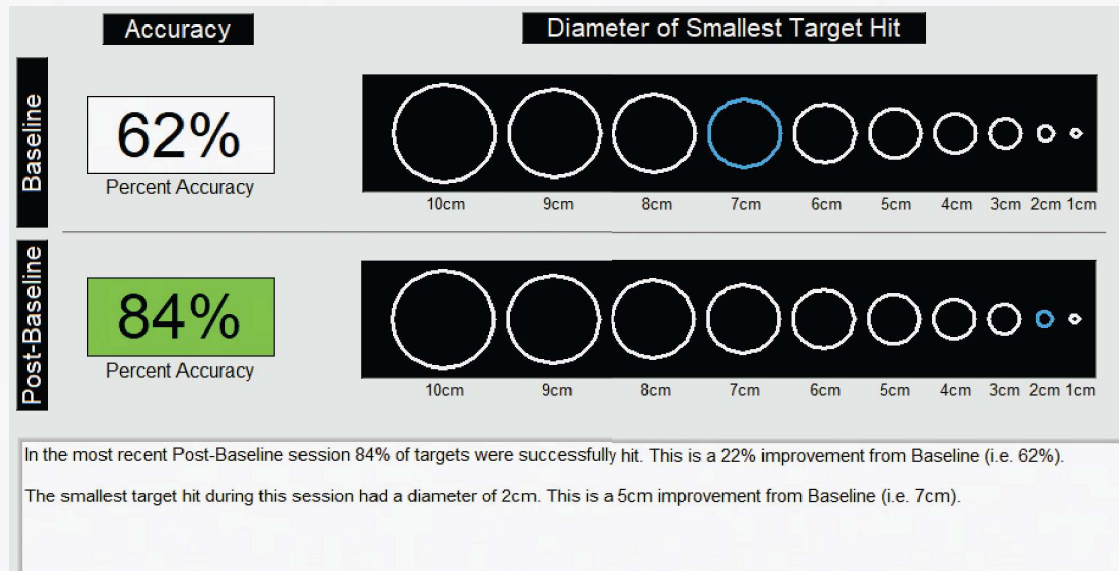 Accuracy
Diameter of Smallest Target Hit
Baseline
62%
Percent Accuracy
10cm 9cm 8cm 7cm 6cm 5cm 4cm 3cm 2cm 1cm
Post-Baseline
84%
Percent Accuracy
10cm 9cm 8cm 7cm 6cm 5cm 4cm 3cm 2cm 1cm
In the most recent Post-Baseline session 84% of targets were successfully hit. This is a 22% improvement from Baseline (i.e. 62%).
The smallest target hit during this session had a diameter of 2cm. This is a 5cm improvement from Baseline (i.e. 7cm).